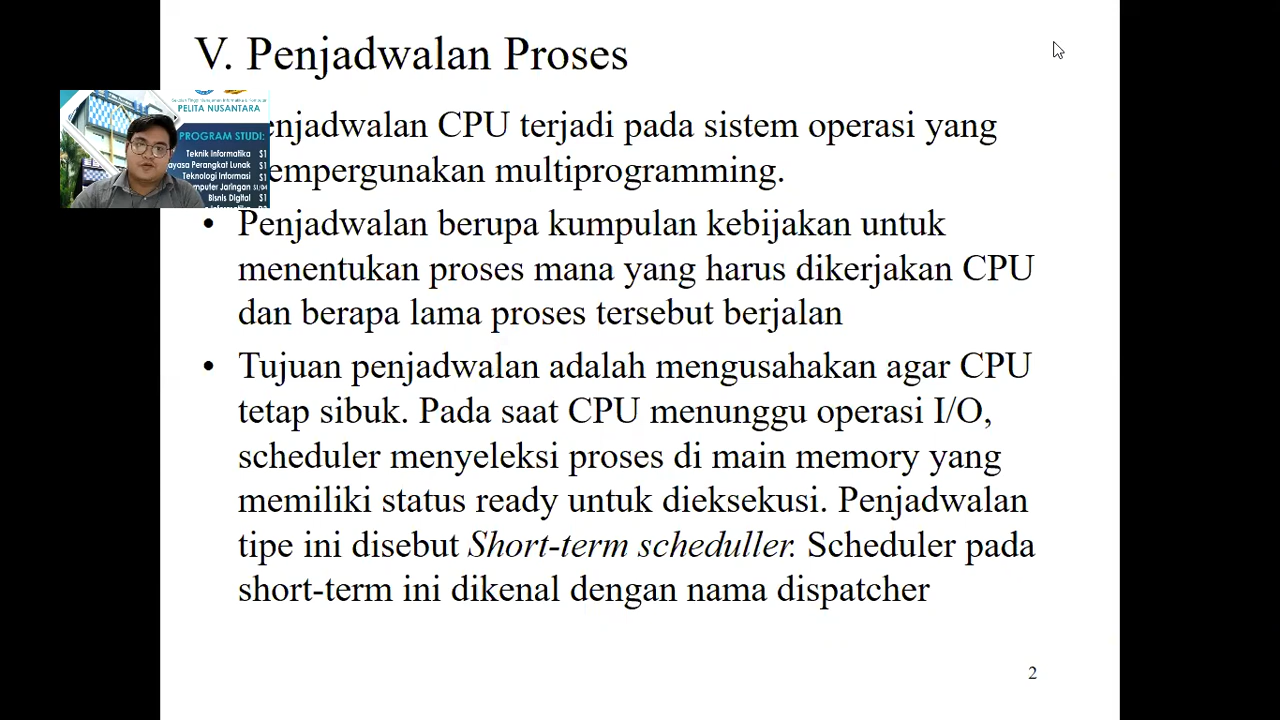 V. Penjadwalan Proses
PELITA NUSANTARA
PROGRAM STUDI:
Teknik Informatika S1
Perangkat Lunak S1
Teknologi Informasi S1
Jaringan
Bisnis Digital S1
CPU terjadi pada sistem operasi yang
multiprogramming.
• Penjadwalan berupa kumpulan kebijakan untuk
menentukan proses mana yang harus dikerjakan CPU
dan berapa lama proses tersebut berjalan
• Tujuan penjadwalan adalah mengusahakan agar CPU
tetap sibuk. Pada saat CPU menunggu operasi I/O,
scheduler menyeleksi proses di main memory yang
memiliki status ready untuk dieksekusi. Penjadwalan
tipe ini disebut Short-term scheduller. Scheduler pada
short-term ini dikenal dengan nama dispatcher
2